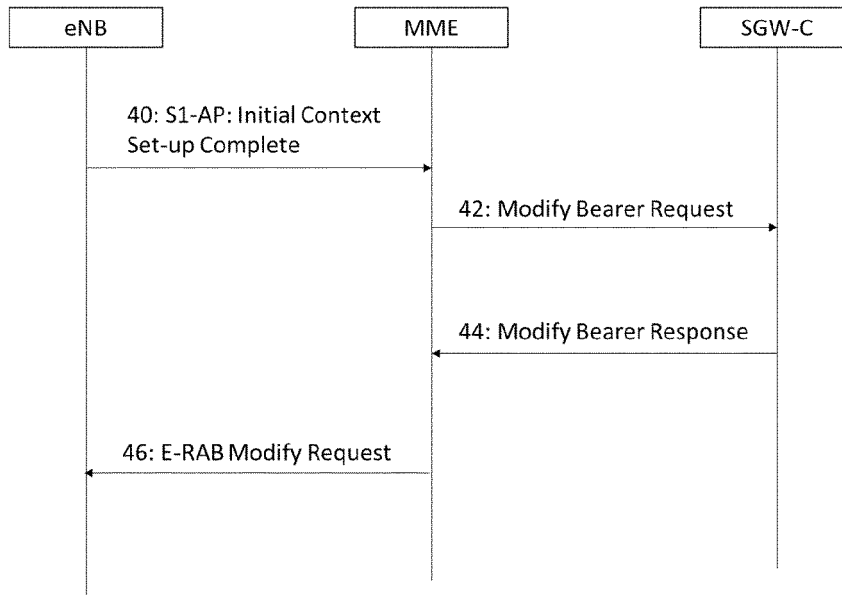 eNB
MME
SGW-C
40: S1-AP: Initial Context
Set-up Complete
42: Modify Bearer Request
44: Modify Bearer Response
46: E-RAB Modify Request